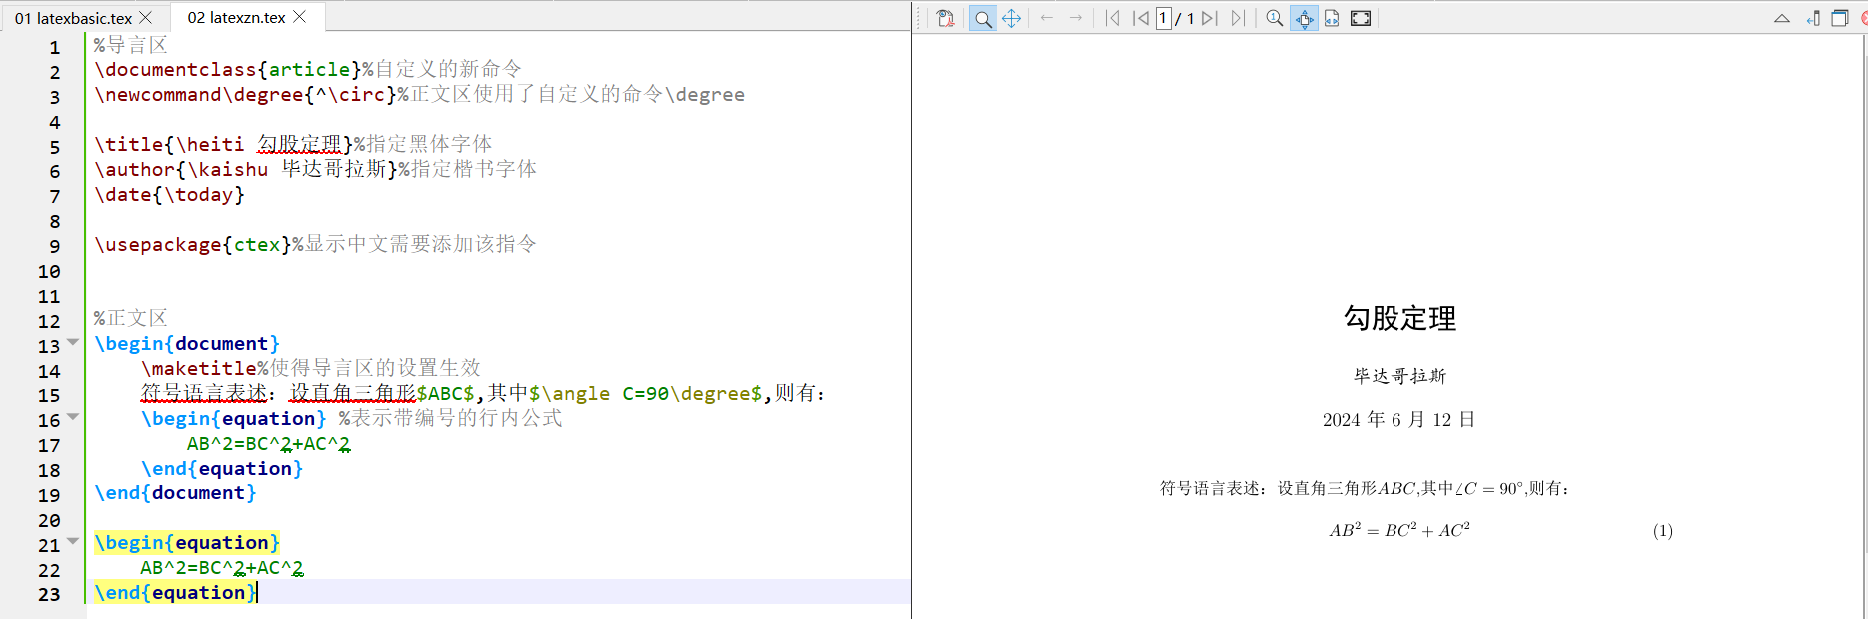 01 latexbasic.tex 02 latexzn.tex
1 / 1
1 %导言区
2 \documentclass{article}%自定义的新命令
3 \newcommand\degree{^\circ}%正文区使用了自定义的命令\degree
4
5 \title{\heiti 勾股定理}%指定黑体字体
6 \author{\kaishu 毕达哥拉斯}%指定楷书字体
7 \date{\today}
8
9 \usepackage{ctex}%显示中文需要添加该指令
10
11
12 %正文区
13 \begin{document}
14 \maketitle%使得导言区的设置生效
15 符号语言表述：设直角三角形$ABC$,其中$\angle C=90\degree$,则有：
16 \begin{equation} %表示带编号的行内公式
17 AB^2=BC^2+AC^2
18 \end{equation}
19 \end{document}
20
21 \begin{equation}
22 AB^2=BC^2+AC^2
23 \end{equation}
勾股定理
毕达哥拉斯
2024 年 6 月 12 日
符号语言表述：设直角三角形ABC,其中∠C = 90°,则有：
AB² = BC² + AC² (1)